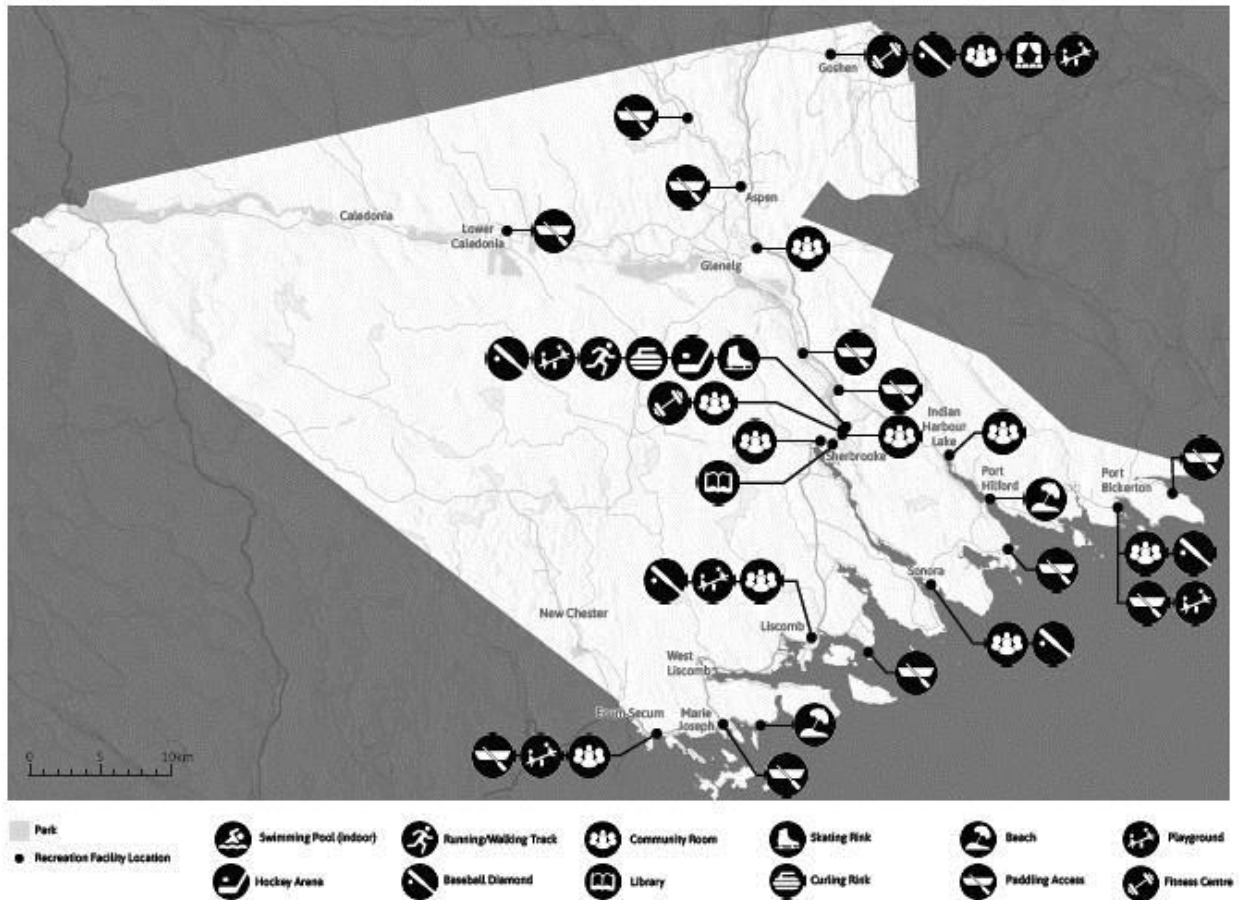 Goshen
Aspen
Caledonia
Lower
Caledonia
Glenelg
Indian
Harbour
Lake
Sherbrooke
Port
Hilford
Port
Bickerton
Sonora
New Chester
Liscomb
West
Liscomb
Ecum Secum
Marie
Joseph
0 5 10km
Park
Recreation Facility Location
Swimming Pool (Indoor)
Hockey Arena
Running/Walking Track
Baseball Diamond
Community Room
Library
Skating Rink
Curling Rink
Beach
Paddling Access
Playground
Fitness Centre